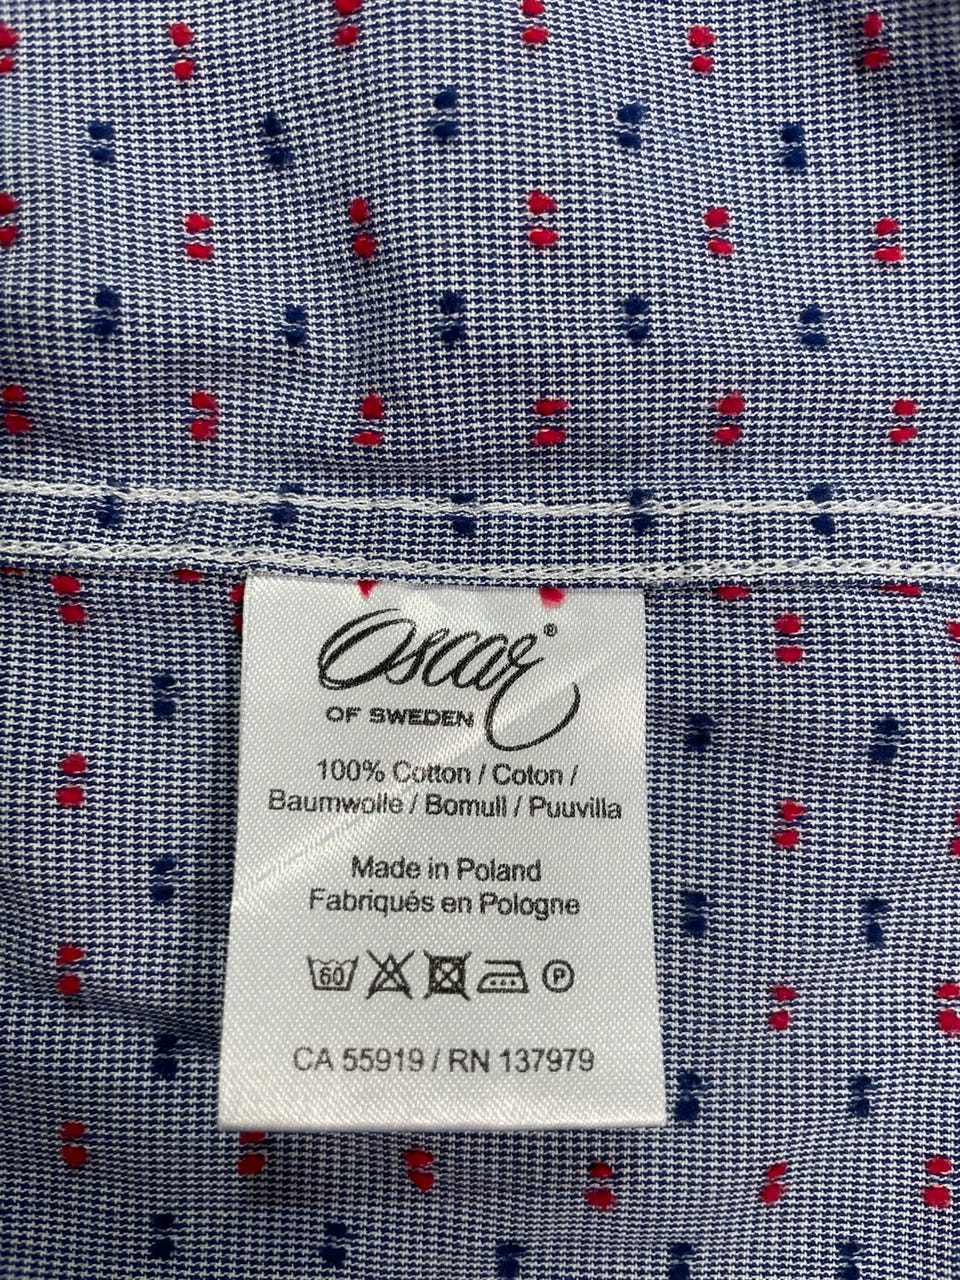 Oscar®
OF SWEDEN
100% Cotton / Coton /
Baumwolle / Bomull / Puuvilla
Made in Poland
Fabriqués en Pologne
60 P
CA 55919 / RN 137979